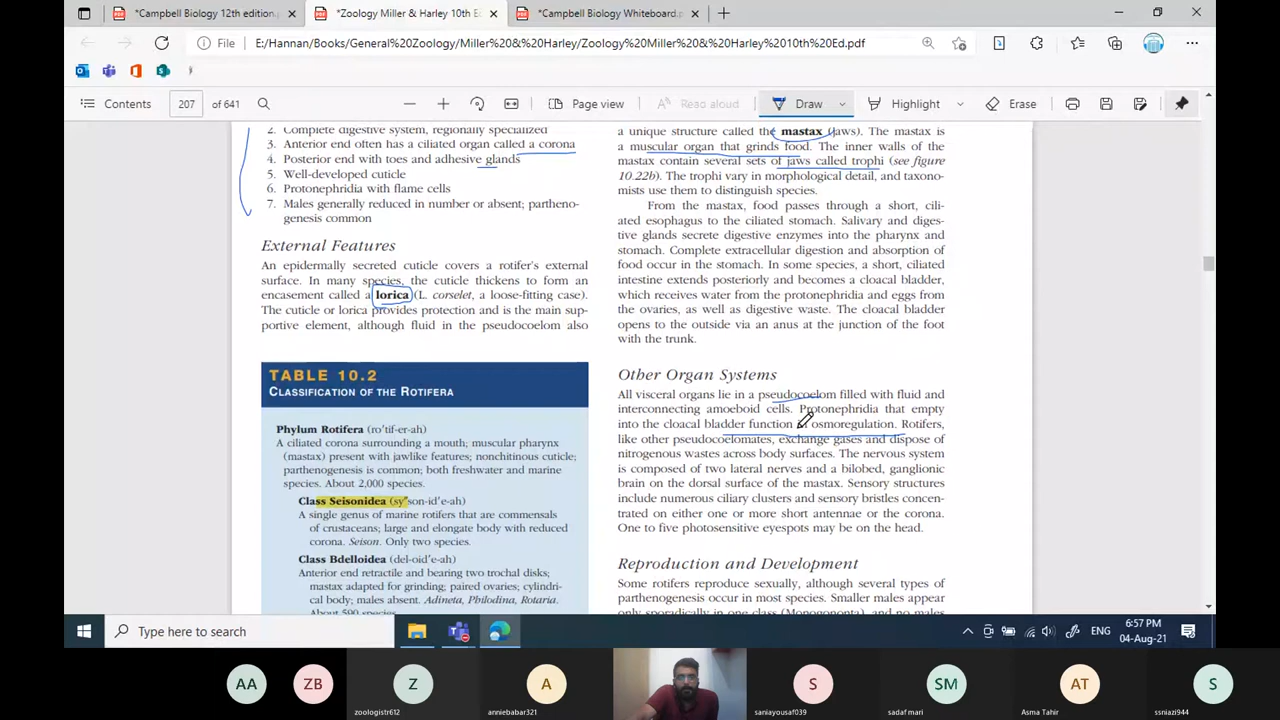 *Campbell Biology 12th edition.p
*Zoology Miller & Harley 10th Ed
*Campbell Biology Whiteboard.p
File
E:/Hannan/Books/General%20Zoology/Miller%20&%20Harley/Zoology%20Miller%20&%20Harley%2010th%20Ed.pdf
Contents
187
207
of 641
Page view
Read aloud
Draw
Highlight
Erase
2. Complete digestive system, regionally specialized
3. Anterior end often has a ciliated organ called a corona
4. Posterior end with toes and adhesive glands
5. Well-developed cuticle
6. Protonephridia with flame cells
7. Males generally reduced in number or absent; partheno-
genesis common
External Features
An epidermally secreted cuticle covers a rotifer's external
surface. In many species, the cuticle thickens to form an
encasement called a lorica (L. corselet, a loose-fitting case).
The cuticle or lorica provides protection and is the main sup-
portive element, although fluid in the pseudocoelom also
TABLE 10.2
CLASSIFICATION OF THE ROTIFERA
Phylum Rotifera (ro′tif-er-ah)
A ciliated corona surrounding a mouth; muscular pharynx
(mastax) present with jawlike features; nonchitinous cuticle;
parthenogenesis is common; both freshwater and marine
species. About 2,000 species.
Class Seisonidea (sy″son-id′e-ah)
A single genus of marine rotifers that are commensals
of crustaceans; large and elongate body with reduced
corona. Seison. Only two species.
Class Bdelloidea (del-oid′e-ah)
Anterior end retractile and bearing two trochal disks;
mastax adapted for grinding; paired ovaries; cylindri-
cal body; males absent. Adineta, Philodina, Rotaria.
About 590 species.
a unique structure called the mastax (jaws). The mastax is
a muscular organ that grinds food. The inner walls of the
mastax contain several sets of jaws called trophi (see figure
10.22b). The trophi vary in morphological detail, and taxono-
mists use them to distinguish species.
From the mastax, food passes through a short, cili-
ated esophagus to the ciliated stomach. Salivary and diges-
tive glands secrete digestive enzymes into the pharynx and
stomach. Complete extracellular digestion and absorption of
food occur in the stomach. In some species, a short, ciliated
intestine extends posteriorly and becomes a cloacal bladder,
which receives water from the protonephridia and eggs from
the ovaries, as well as digestive waste. The cloacal bladder
opens to the outside via an anus at the junction of the foot
with the trunk.
Other Organ Systems
All visceral organs lie in a pseudocoelom filled with fluid and
interconnecting amoeboid cells. Protonephridia that empty
into the cloacal bladder function osmoregulation. Rotifers,
like other pseudocoelomates, exchange gases and dispose of
nitrogenous wastes across body surfaces. The nervous system
is composed of two lateral nerves and a bilobed, ganglionic
brain on the dorsal surface of the mastax. Sensory structures
include numerous ciliary clusters and sensory bristles concen-
trated on either one or more short antennae or the corona.
One to five photosensitive eyespots may be on the head.
Reproduction and Development
Some rotifers reproduce sexually, although several types of
parthenogenesis occur in most species. Smaller males appear
only sporadically in one class (Monogononta), and no males
Type here to search
ENG
6:57 PM
04-Aug-21
AA
ZB
Z
zoologistr612
A
anniebabar321
S
saniayousaf039
SM
sadaf mari
AT
Asma Tahir
S
ssniazi944